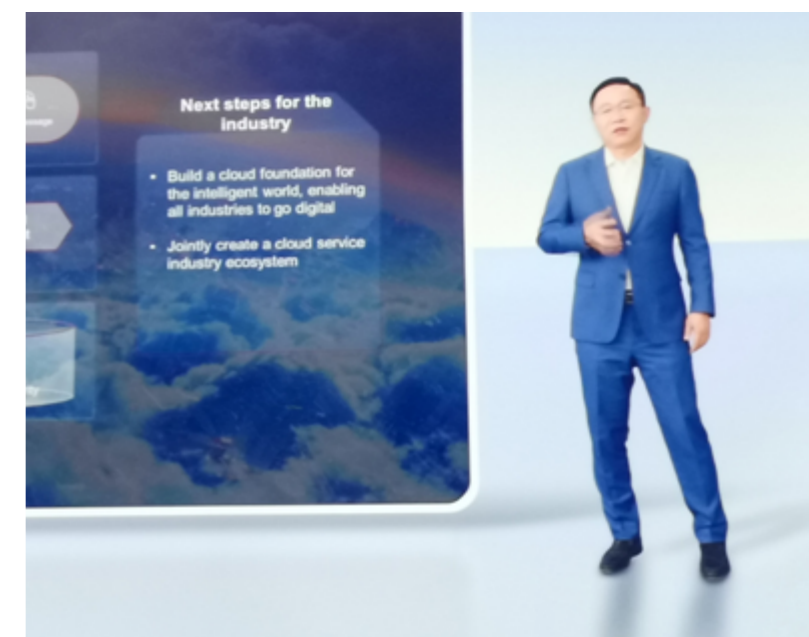 Next steps for the
industry
• Build a cloud foundation for
the intelligent world, enabling
all industries to go digital
• Jointly create a cloud service
industry ecosystem